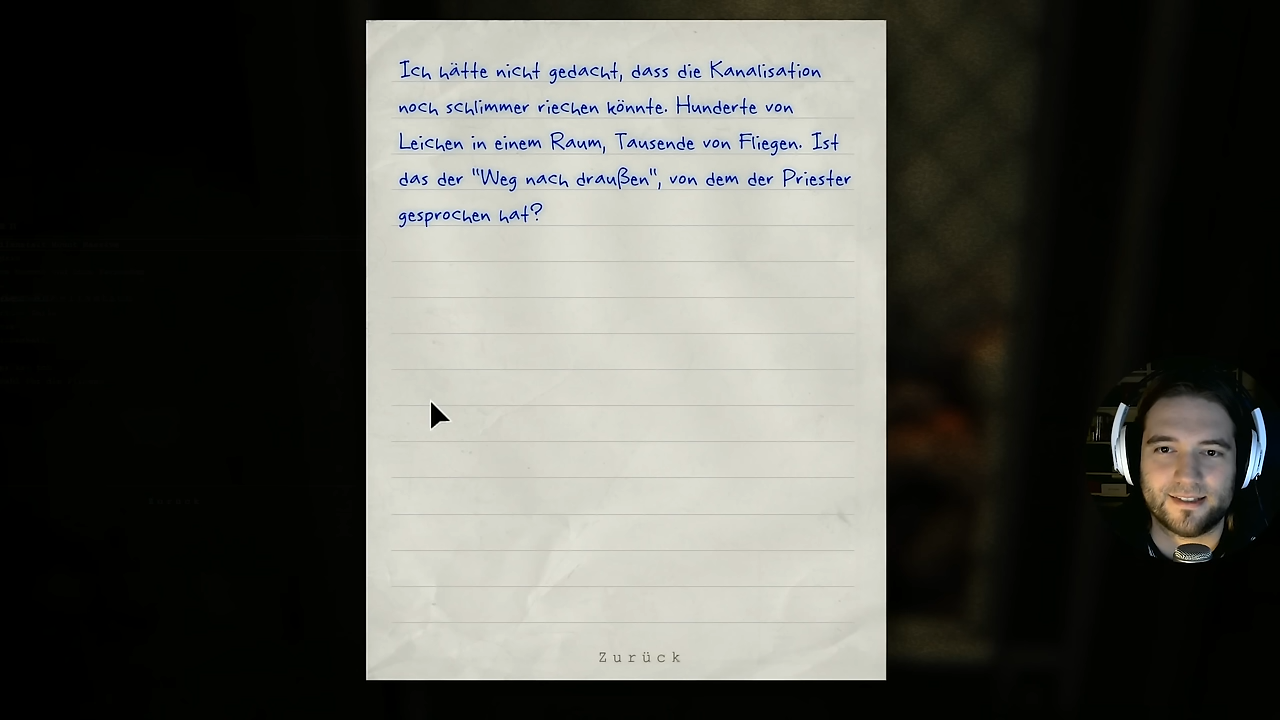 Ich hätte nicht gedacht, dass die Kanalisation
noch schlimmer riechen könnte. Hunderte von
Leichen in einem Raum, Tausende von Fliegen. Ist
das der "Weg nach draußen", von dem der Priester
gesprochen hat?
Zurück